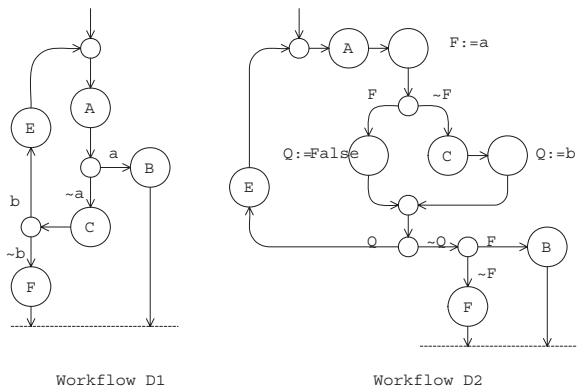 A F:=a
A
F ~F
E a B Q:=False C Q:=b
~a
b C E
Q ~Q F B
~b
F ~F
F
Workflow D1 Workflow D2